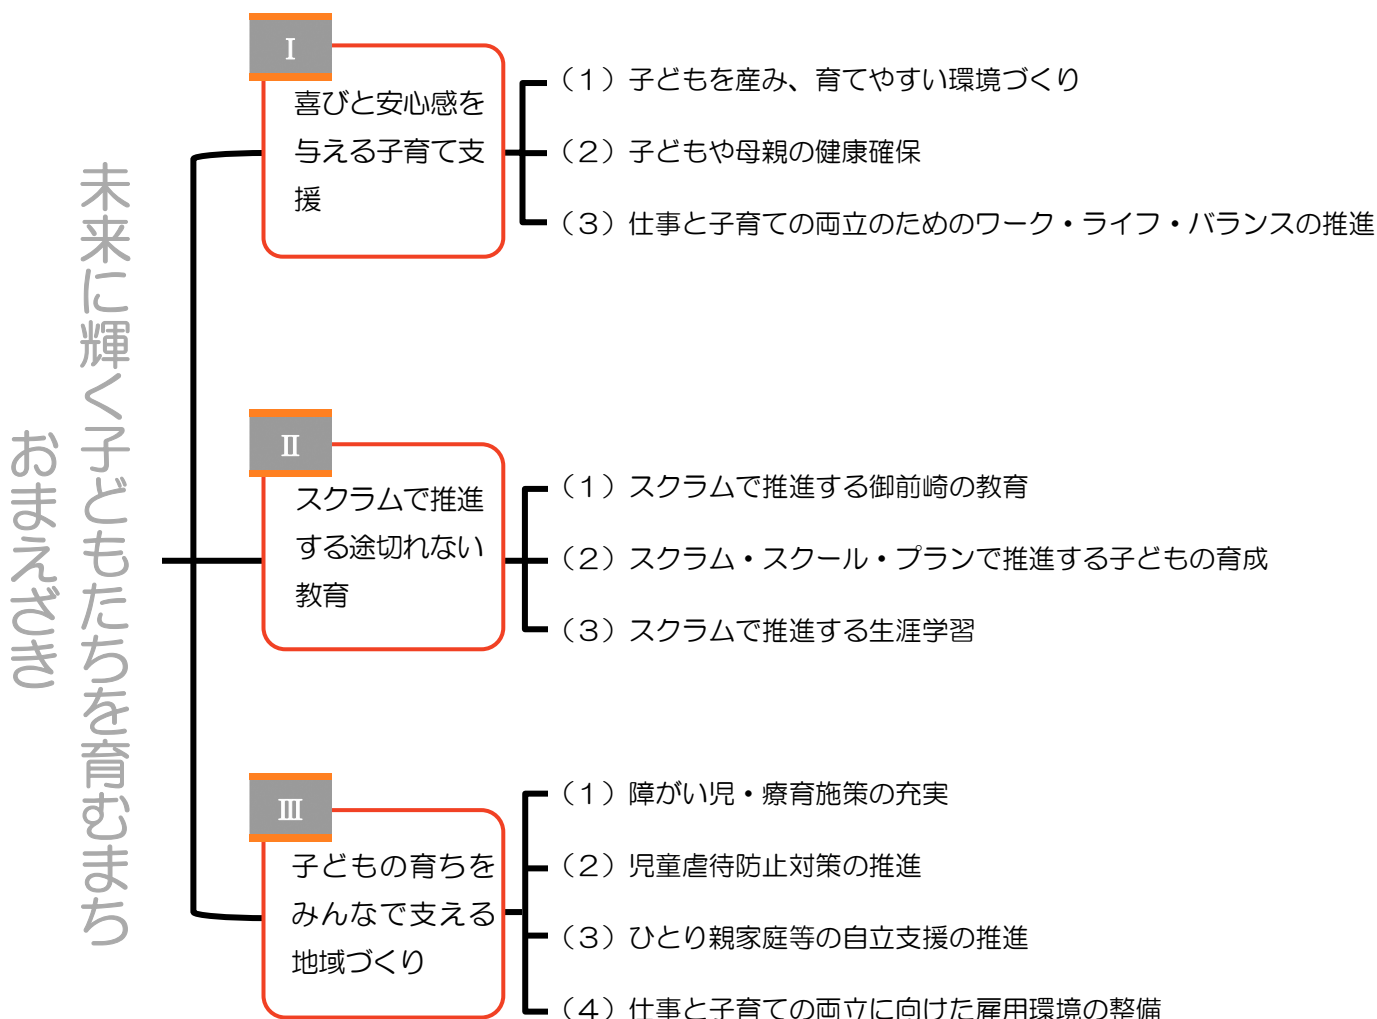 未来に輝く子どもたちを育むまち
おまえざき
Ⅰ
喜びと安心感を
与える子育て支
援
（１）子どもを産み、育てやすい環境づくり
（２）子どもや母親の健康確保
（３）仕事と子育ての両立のためのワーク・ライフ・バランスの推進
Ⅱ
スクラムで推進
する途切れない
教育
（１）スクラムで推進する御前崎の教育
（２）スクラム・スクール・プランで推進する子どもの育成
（３）スクラムで推進する生涯学習
Ⅲ
子どもの育ちを
みんなで支える
地域づくり
（１）障がい児・療育施策の充実
（２）児童虐待防止対策の推進
（３）ひとり親家庭等の自立支援の推進
（４）仕事と子育ての両立に向けた雇用環境の整備